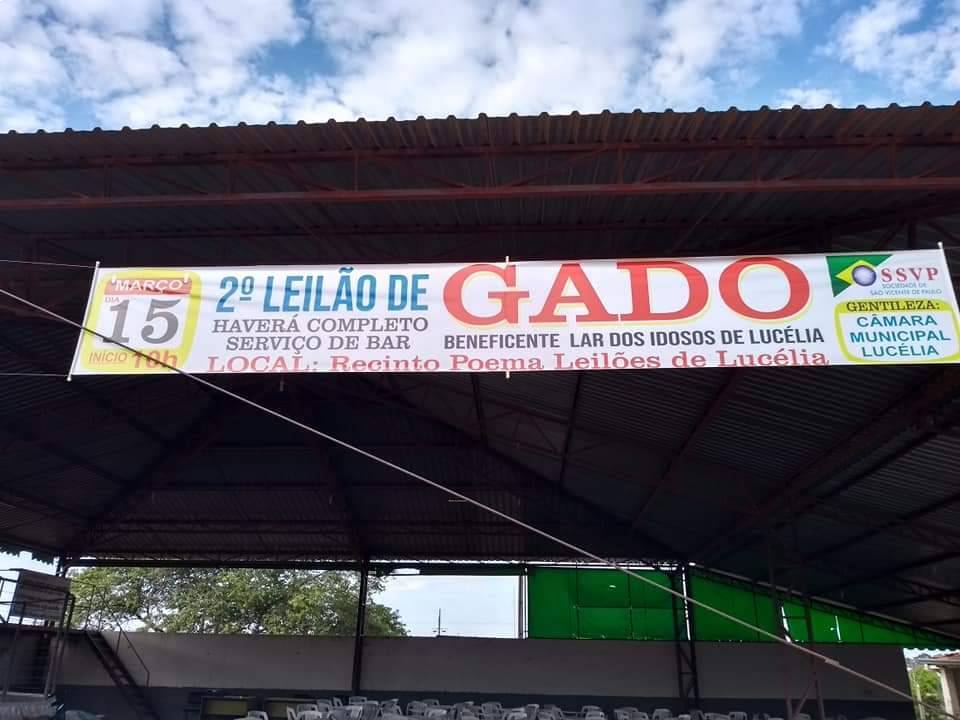 MARÇO
DIA
15
INÍCIO 10h
2º LEILÃO DE GADO
HAVERÁ COMPLETO
SERVIÇO DE BAR
BENEFICENTE LAR DOS IDOSOS DE LUCÉLIA
LOCAL: Recinto Poema Leilões de Lucélia
SSVP
SOCIEDADE DE
SÃO VICENTE DE PAULO
GENTILEZA:
CÂMARA
MUNICIPAL
LUCÉLIA